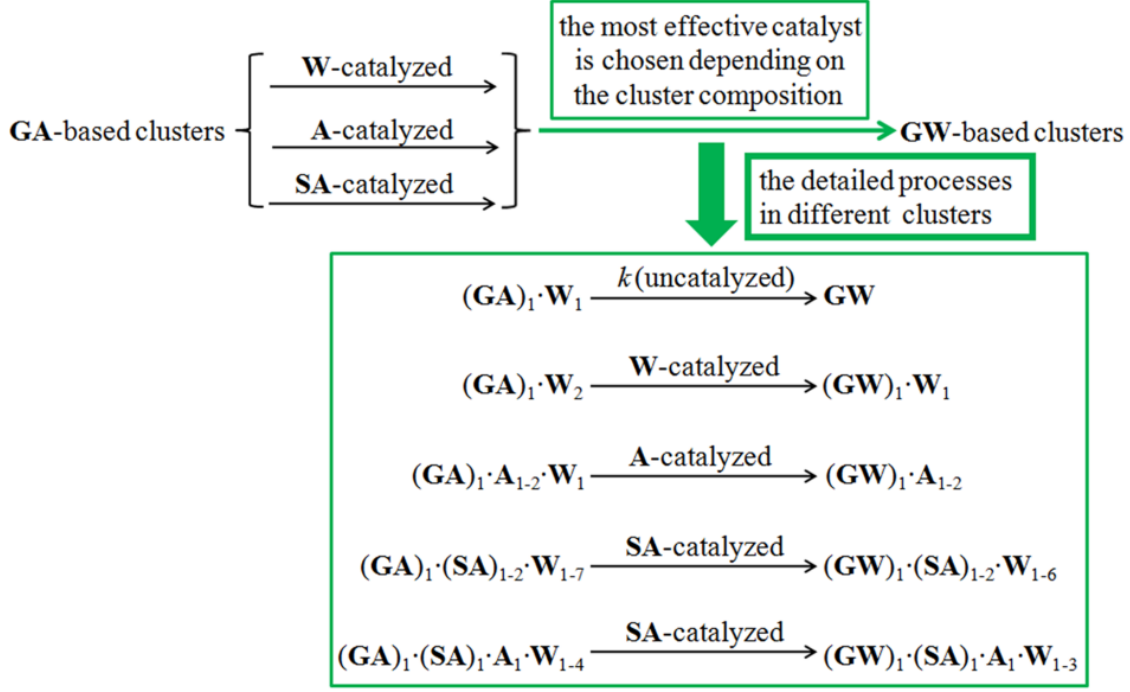 the most effective catalyst
is chosen depending on
the cluster composition
GA-based clusters
W-catalyzed
A-catalyzed
SA-catalyzed
GW-based clusters
the detailed processes
in different clusters
(GA)₁·W₁ k(uncatalyzed) GW
(GA)₁·W₂ W-catalyzed (GW)₁·W₁
(GA)₁·A₁₋₂·W₁ A-catalyzed (GW)₁·A₁₋₂
(GA)₁·(SA)₁₋₂·W₁₋₇ SA-catalyzed (GW)₁·(SA)₁₋₂·W₁₋₆
(GA)₁·(SA)₁·A₁·W₁₋₄ SA-catalyzed (GW)₁·(SA)₁·A₁·W₁₋₃